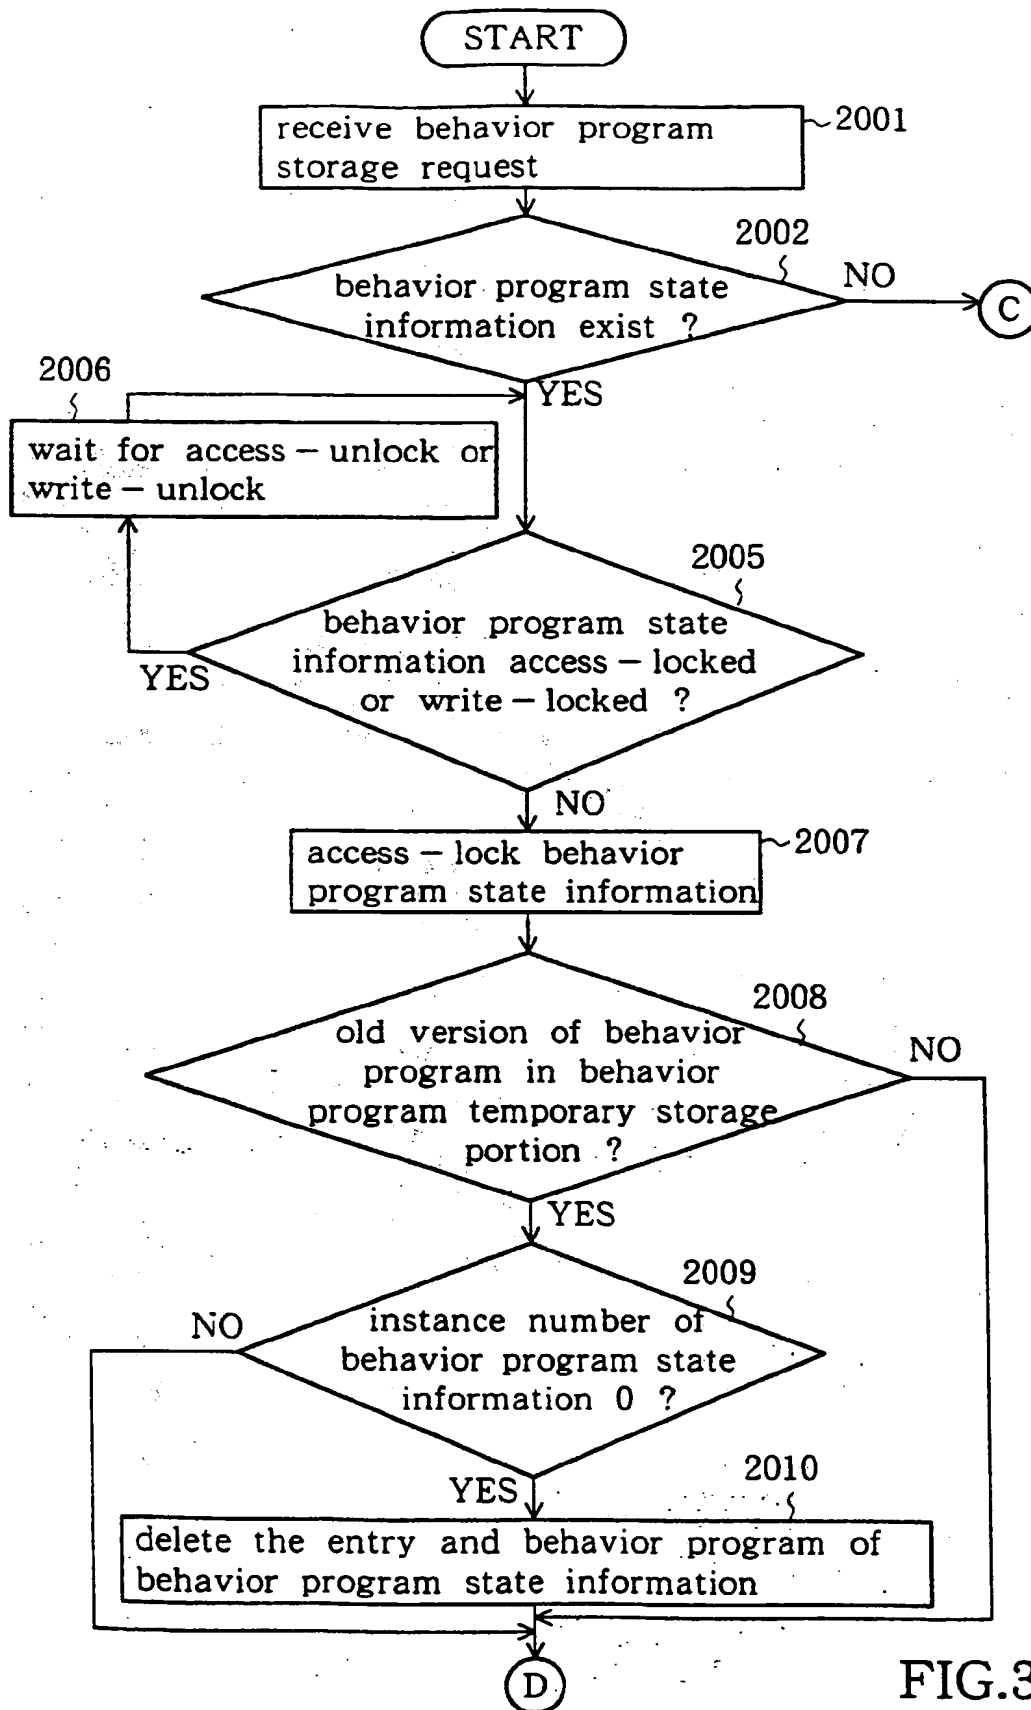 START
receive behavior program
storage request
2001
2002
behavior program state
information exist ?
NO
C
YES
2006
wait for access – unlock or
write – unlock
2005
behavior program state
information access – locked
or write – locked ?
YES
NO
access – lock behavior
program state information
2007
2008
old version of behavior
program in behavior
program temporary storage
portion ?
NO
YES
2009
instance number of
behavior program state
information 0 ?
NO
YES
2010
delete the entry and behavior program of
behavior program state information
D
FIG.3